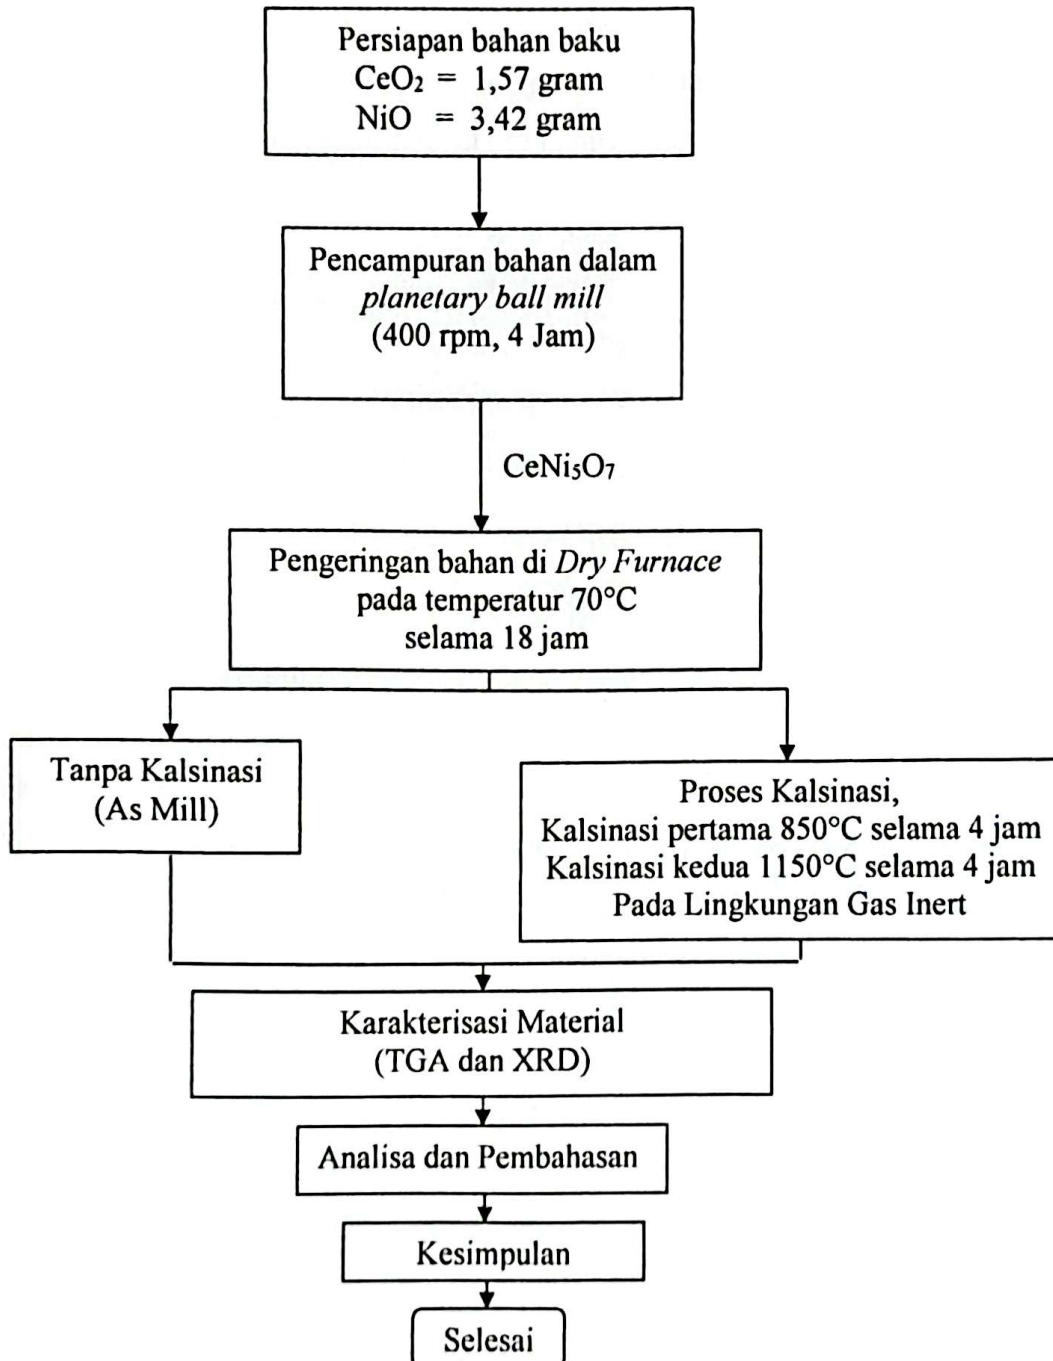 Persiapan bahan baku
CeO₂ = 1,57 gram
NiO = 3,42 gram
Pencampuran bahan dalam
planetary ball mill
(400 rpm, 4 Jam)
CeNi₅O₇
Pengeringan bahan di Dry Furnace
pada temperatur 70°C
selama 18 jam
Tanpa Kalsinasi
(As Mill)
Proses Kalsinasi,
Kalsinasi pertama 850°C selama 4 jam
Kalsinasi kedua 1150°C selama 4 jam
Pada Lingkungan Gas Inert
Karakterisasi Material
(TGA dan XRD)
Analisa dan Pembahasan
Kesimpulan
Selesai